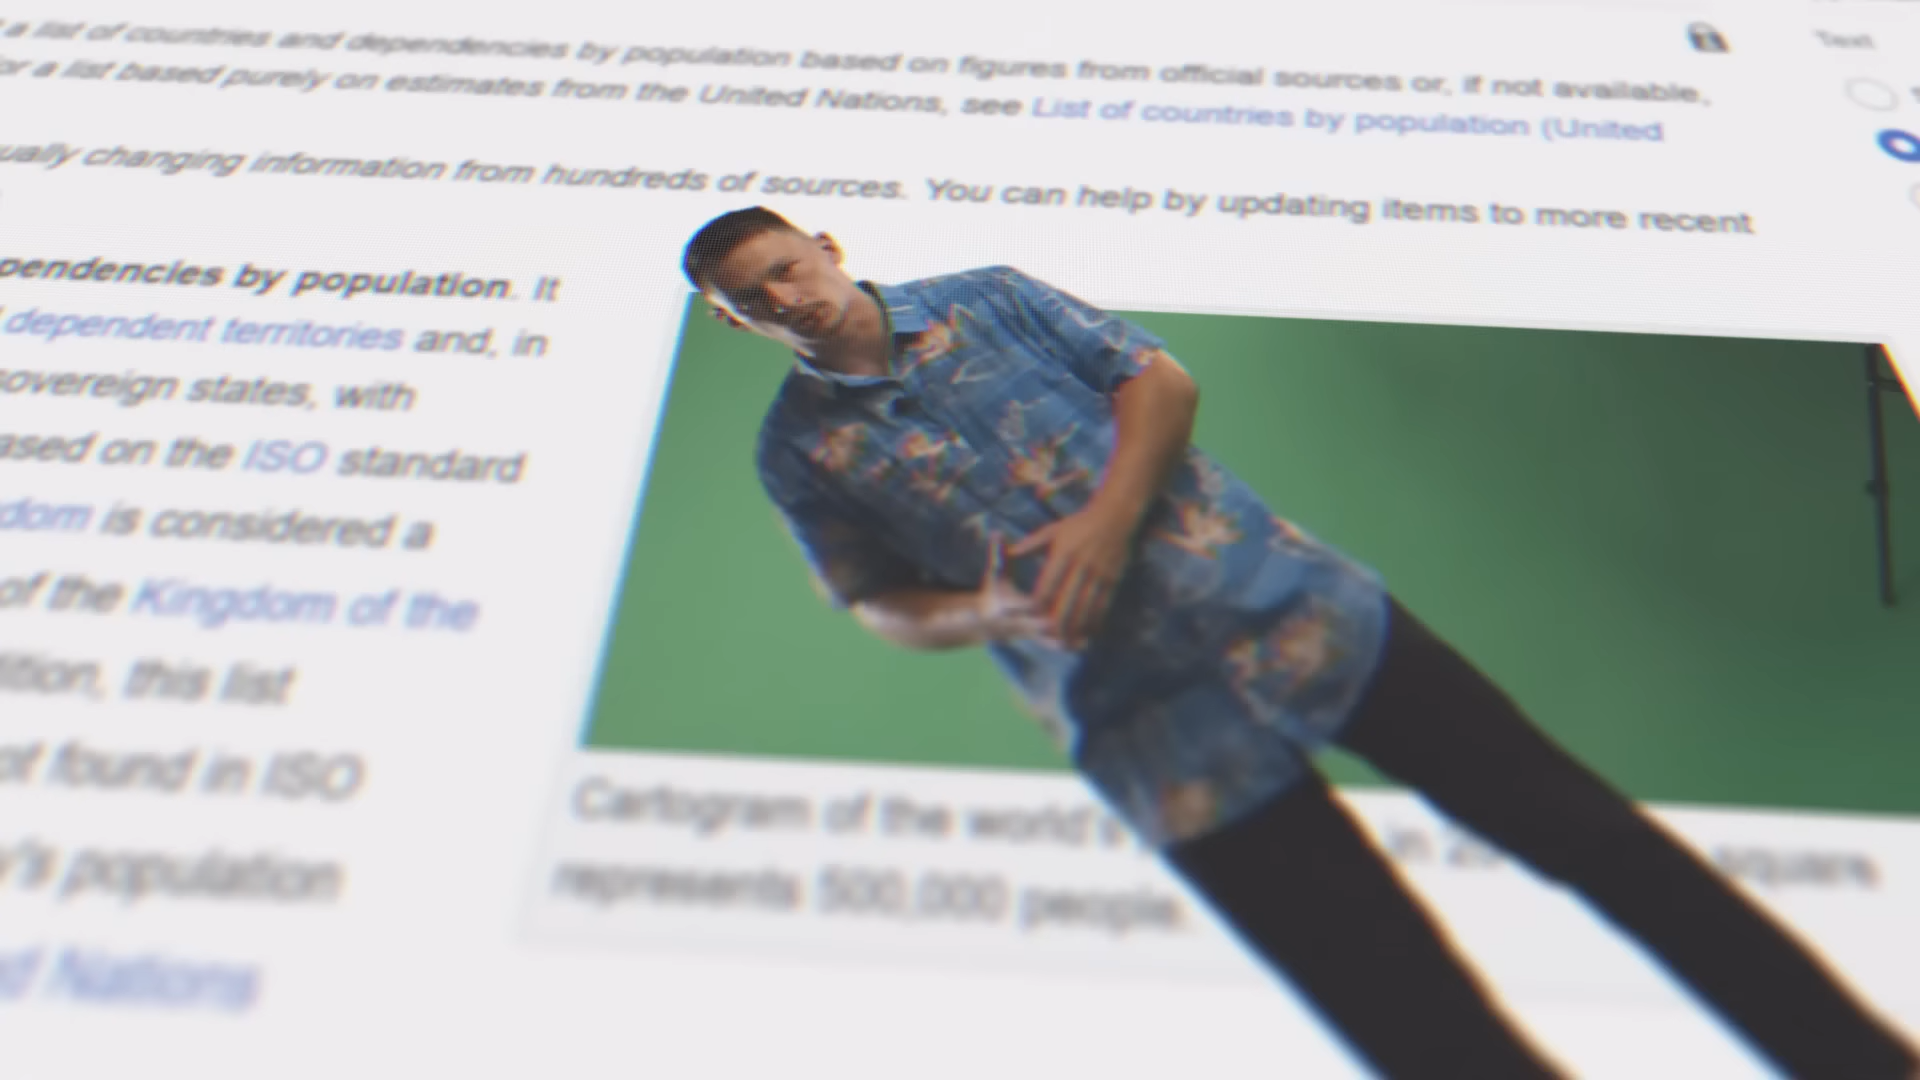 a list of countries and dependencies by population based on figures from official sources or, if not available,
or a list based purely on estimates from the United Nations, see List of countries by population (United
ually changing information from hundreds of sources. You can help by updating items to more recent
Text
pendencies by population. It
dependent territories and, in
sovereign states, with
ased on the ISO standard
dom is considered a
of the Kingdom of the
ition, this list
ot found in ISO
y's population
d Nations
Cartogram of the world's in 20 square
represents 500,000 people.